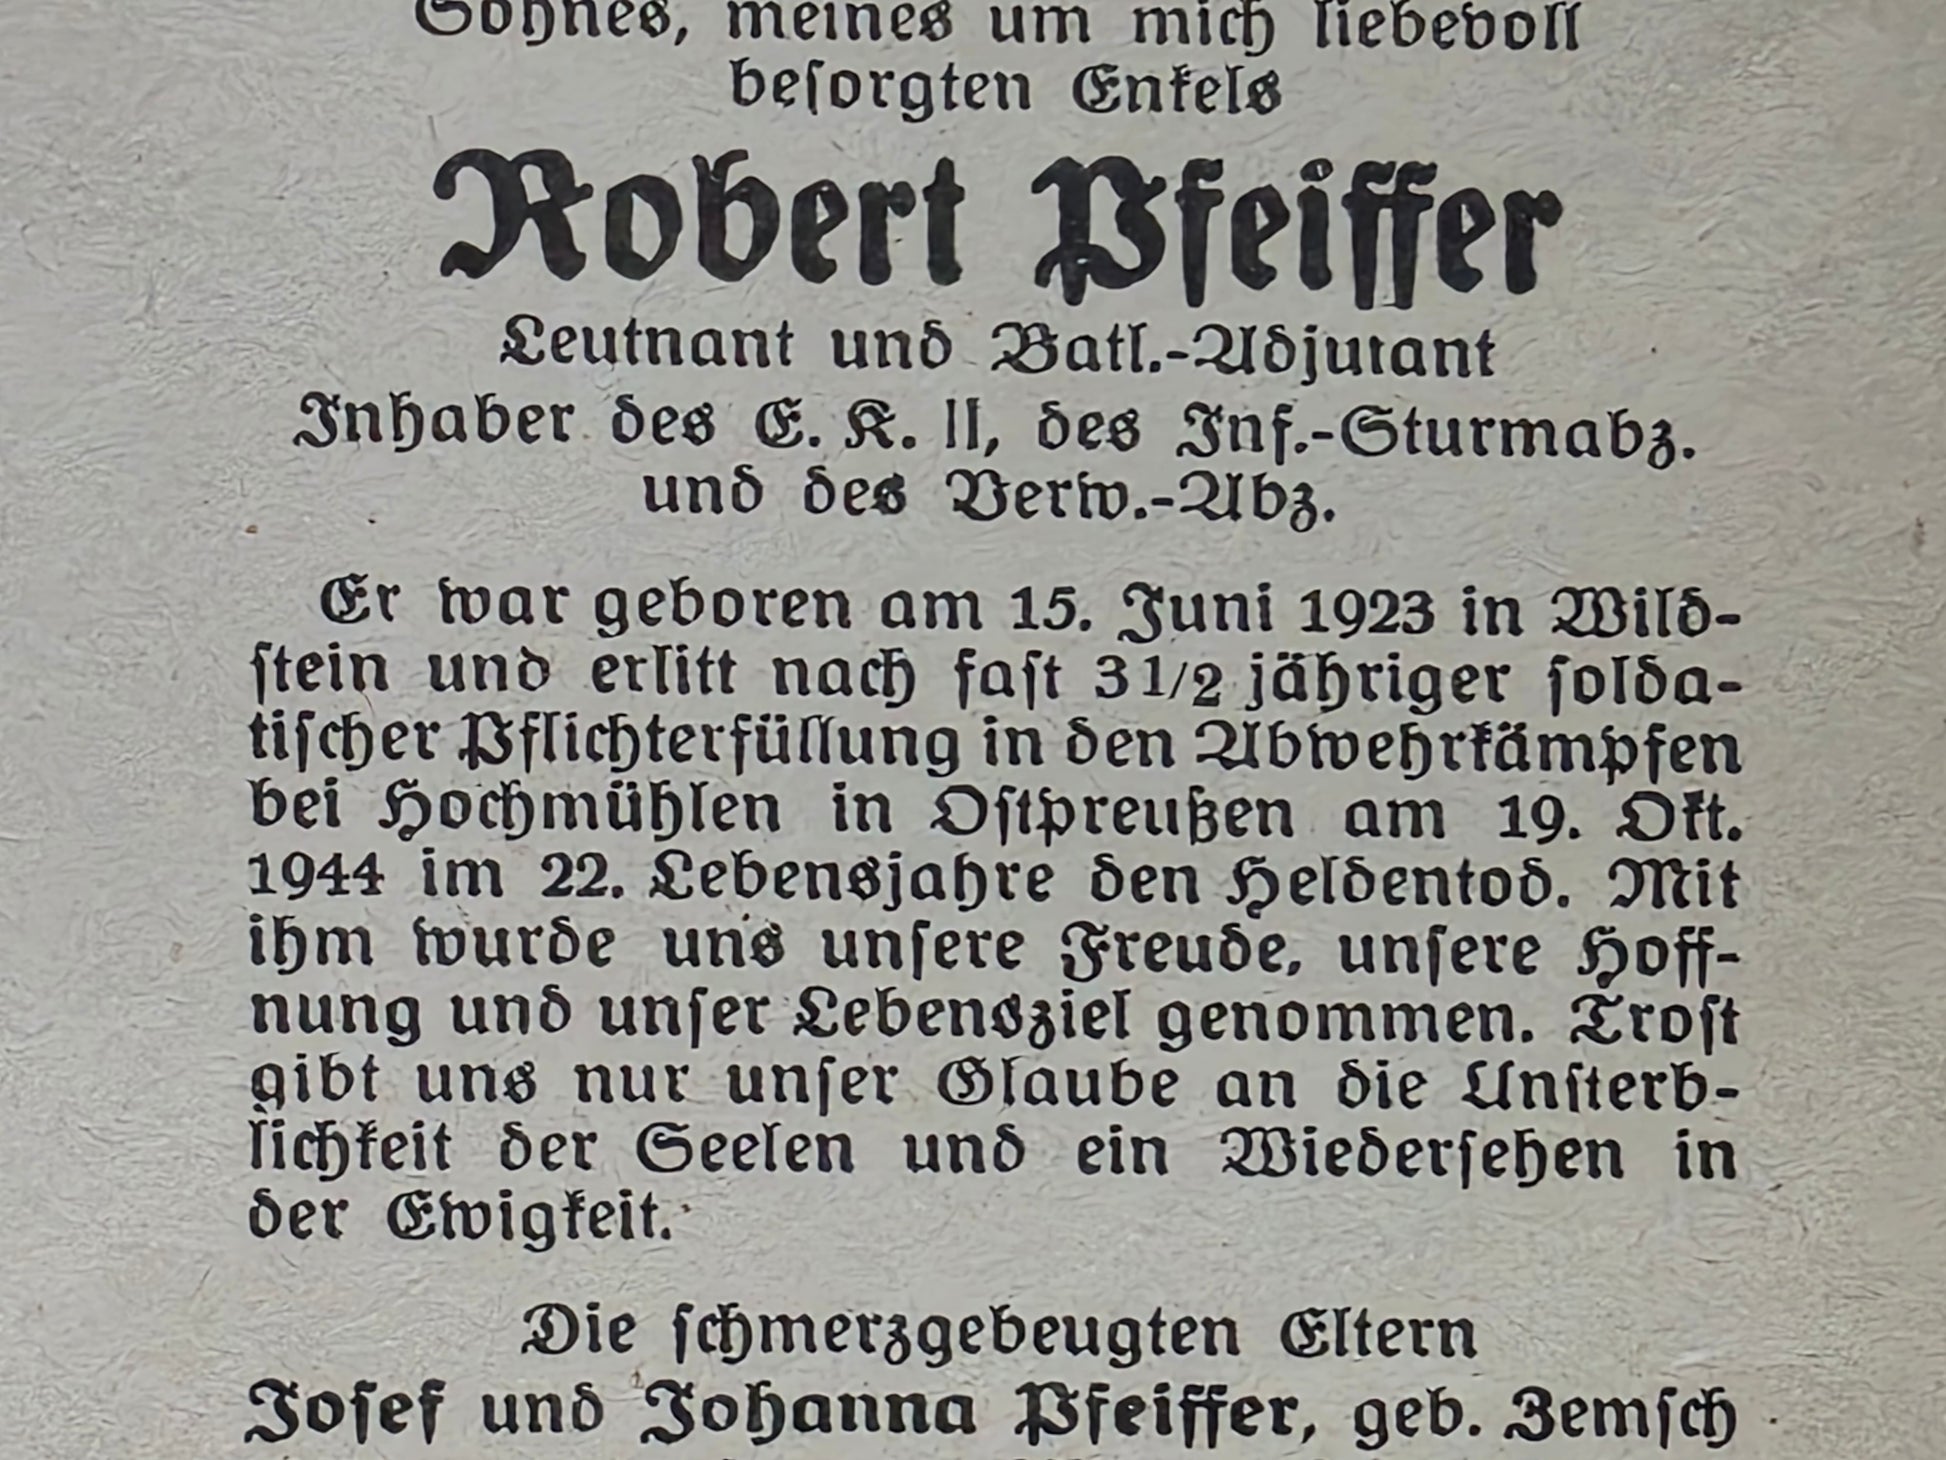 Sohnes, meines um mich liebevoll
besorgten Enkels
Robert Pfeiffer
Leutnant und Batl.-Adjutant
Inhaber des E. K. II, des Inf.-Sturmabz.
und des Verw.-Abz.
Er war geboren am 15. Juni 1923 in Wild-
stein und erlitt nach fast 3 1/2 jähriger solda-
tischer Pflichterfüllung in den Abwehrkämpfen
bei Hochmühlen in Ostpreußen am 19. Okt.
1944 im 22. Lebensjahre den Heldentod. Mit
ihm wurde uns unsere Freude, unsere Hoff-
nung und unser Lebensziel genommen. Trost
gibt uns nur unser Glaube an die Unsterb-
lichkeit der Seelen und ein Wiedersehen in
der Ewigkeit.
Die schmerzgebeugten Eltern
Josef und Johanna Pfeiffer, geb. Zemsch